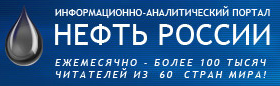 ИНФОРМАЦИОННО-АНАЛИТИЧЕСКИЙ ПОРТАЛ
НЕФТЬ РОССИИ
ЕЖЕМЕСЯЧНО - БОЛЕЕ 100 ТЫСЯЧ
ЧИТАТЕЛЕЙ ИЗ 60 СТРАН МИРА!